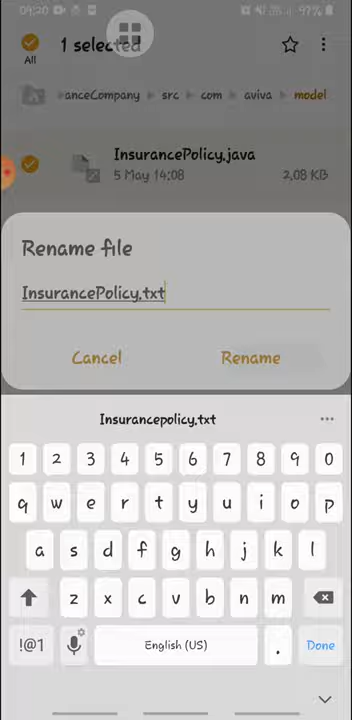 04:20 97%
1 selected
All
anceCompany src com aviva model
InsurancePolicy.java
5 May 14:08 2,08 KB
Rename file
InsurancePolicy.txt
Cancel Rename
Insurancepolicy.txt
1 2 3 4 5 6 7 8 9 0
q w e r t y u i o p
a s d f g h j k l
z x c v b n m
!@1 English (US) . Done